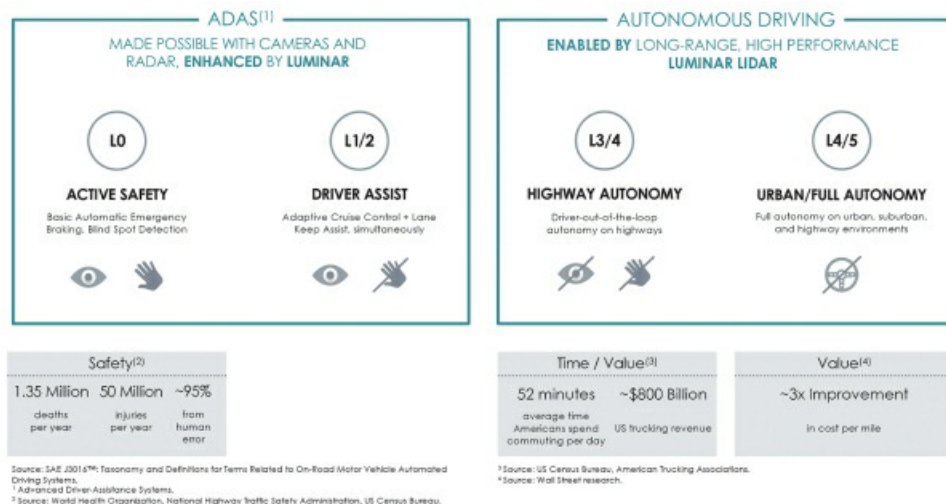 ADAS(1)
MADE POSSIBLE WITH CAMERAS AND
RADAR, ENHANCED BY LUMINAR
L0
ACTIVE SAFETY
Basic Automatic Emergency
Braking, Blind Spot Detection
L1/2
DRIVER ASSIST
Adaptive Cruise Control + Lane
Keep Assist, simultaneously
AUTONOMOUS DRIVING
ENABLED BY LONG-RANGE, HIGH PERFORMANCE
LUMINAR LIDAR
L3/4
HIGHWAY AUTONOMY
Driver-out-of-the-loop
autonomy on highways
L4/5
URBAN/FULL AUTONOMY
Full autonomy on urban, suburban,
and highway environments
Safety(2)
1.35 Million
deaths
per year
50 Million
injuries
per year
~95%
from
human
error
Time / Value(3)
52 minutes
average time
Americans spend
commuting per day
~$800 Billion
US trucking revenue
Value(4)
~3x Improvement
in cost per mile
Source: SAE J3016™: Taxonomy and Definitions for Terms Related to On-Road Motor Vehicle Automated
Driving Systems.
1 Advanced Driver-Assistance Systems.
2 Source: World Health Organization, National Highway Traffic Safety Administration, US Census Bureau.
3 Source: US Census Bureau, American Trucking Associations.
4 Source: Wall Street research.